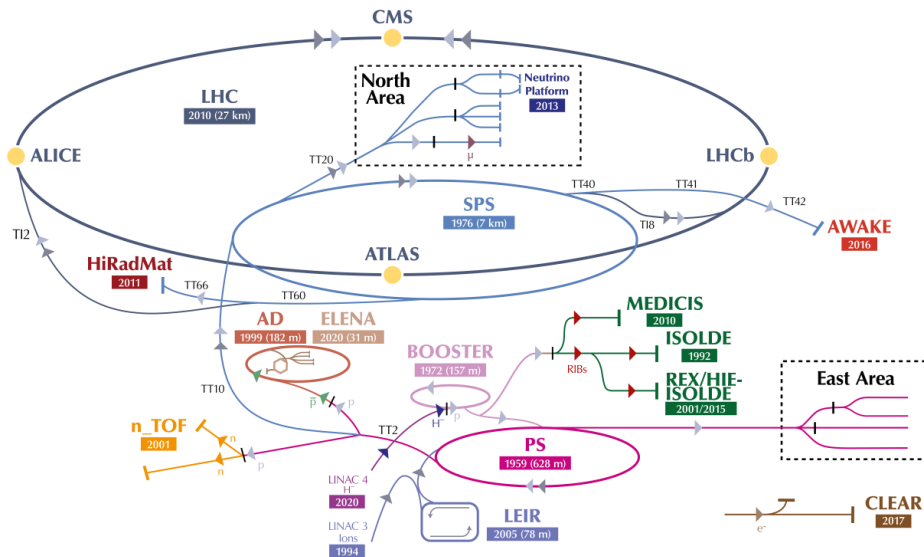 CMS
North
Area
Neutrino
Platform
2013
LHC
2010 (27 km)
ALICE
LHCb
TT20
μ
TT40
TT41
TT42
SPS
1976 (7 km)
TI8
AWAKE
2016
TI2
ATLAS
HiRadMat
2011
TT66
TT60
MEDICIS
2010
AD
1999 (182 m)
ELENA
2020 (31 m)
ISOLDE
1992
BOOSTER
1972 (157 m)
RIBs
REX/HIE-
ISOLDE
2001/2015
East Area
TT10
p̅
p
H⁻
p
TT2
n_TOF
2001
n
n
p
PS
1959 (628 m)
LINAC 4
H⁻
2020
LINAC 3
Ions
1994
LEIR
2005 (78 m)
CLEAR
2017
e⁻